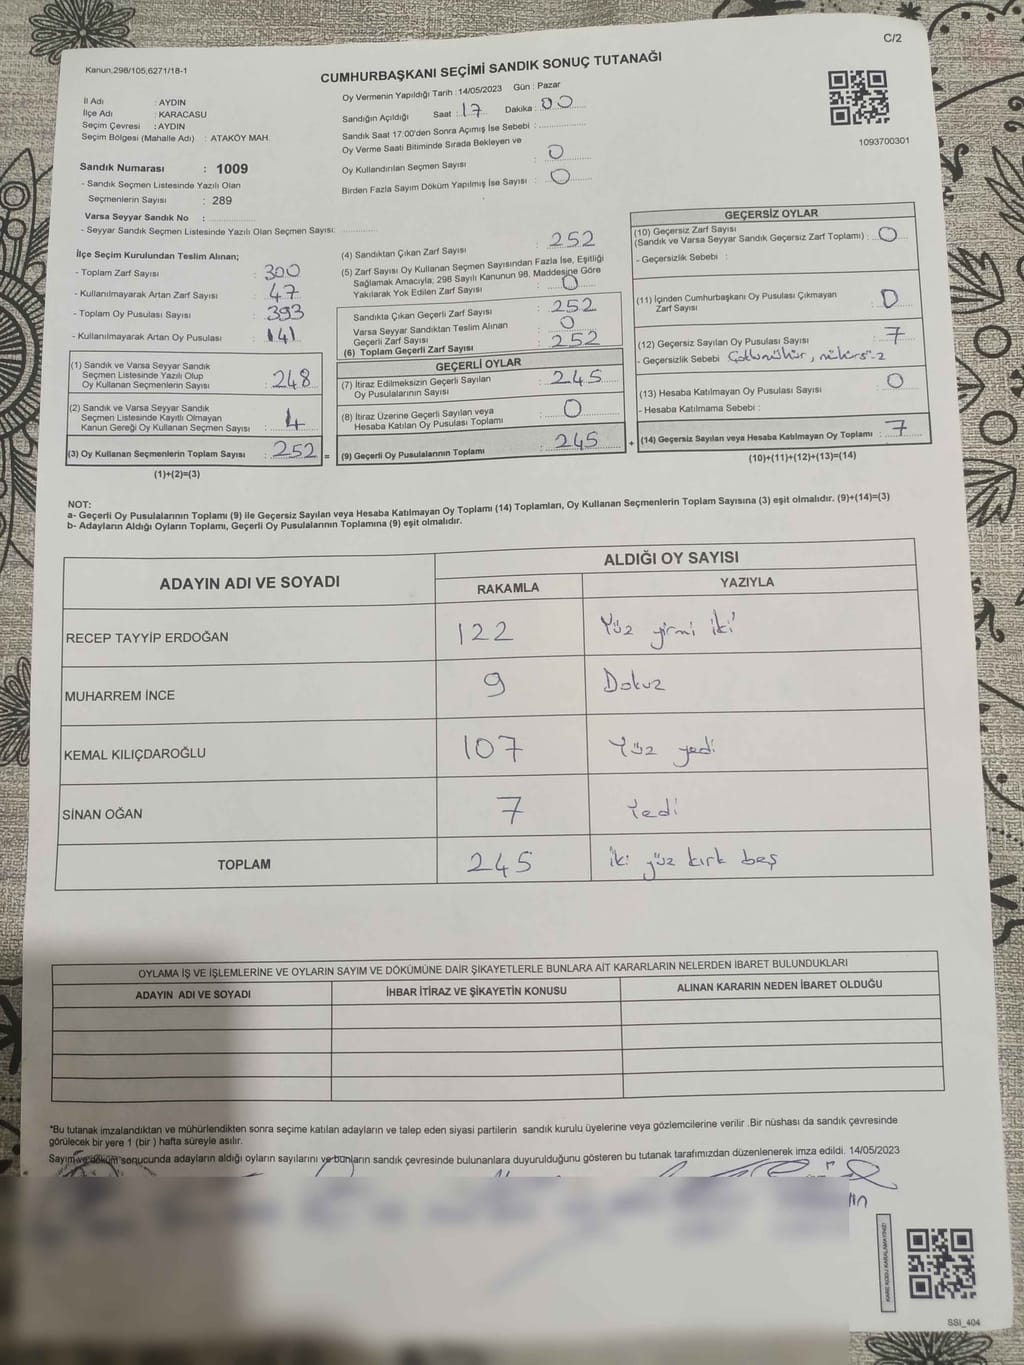 C/2
Kanun,298/105,6271/18-1
CUMHURBAŞKANI SEÇİMİ SANDIK SONUÇ TUTANAĞI
İl Adı : AYDIN
İlçe Adı : KARACASU
Seçim Çevresi : AYDIN
Seçim Bölgesi (Mahalle Adı) : ATAKÖY MAH.
Oy Vermenin Yapıldığı Tarih : 14/05/2023 Gün : Pazar
Sandığın Açıldığı Saat : 17 Dakika : 00
Sandık Saat 17:00'den Sonra Açımış İse Sebebi :
Oy Verme Saati Bitiminde Sırada Bekleyen ve
Oy Kullandırılan Seçmen Sayısı : 0
Birden Fazla Sayım Döküm Yapılmış İse Sayısı : 0
1093700301
Sandık Numarası : 1009
- Sandık Seçmen Listesinde Yazılı Olan
Seçmenlerin Sayısı : 289
Varsa Seyyar Sandık No :
- Seyyar Sandık Seçmen Listesinde Yazılı Olan Seçmen Sayısı:
İlçe Seçim Kurulundan Teslim Alınan;
- Toplam Zarf Sayısı : 300
- Kullanılmayarak Artan Zarf Sayısı : 47
- Toplam Oy Pusulası Sayısı : 393
- Kullanılmayarak Artan Oy Pusulası : 141
(1) Sandık ve Varsa Seyyar Sandık
Seçmen Listesinde Yazılı Olup
Oy Kullanan Seçmenlerin Sayısı : 248
(2) Sandık ve Varsa Seyyar Sandık
Seçmen Listesinde Kayıtlı Olmayan
Kanun Gereği Oy Kullanan Seçmen Sayısı : 4
(3) Oy Kullanan Seçmenlerin Toplam Sayısı : 252 =
(1)+(2)=(3)
(4) Sandıktan Çıkan Zarf Sayısı : 252
(5) Zarf Sayısı Oy Kullanan Seçmen Sayısından Fazla İse, Eşitliği
Sağlamak Amacıyla, 298 Sayılı Kanunun 98. Maddesine Göre
Yakılarak Yok Edilen Zarf Sayısı : 0
Sandıkta Çıkan Geçerli Zarf Sayısı : 252
Varsa Seyyar Sandıktan Teslim Alınan
Geçerli Zarf Sayısı : 0
(6) Toplam Geçerli Zarf Sayısı : 252
GEÇERLİ OYLAR
(7) İtiraz Edilmeksizin Geçerli Sayılan
Oy Pusulasının Sayısı : 245
(8) İtiraz Üzerine Geçerli Sayılan veya
Hesaba Katılan Oy Pusulası Toplamı : 0
(9) Geçerli Oy Pusulalarının Toplamı : 245 +
GEÇERSİZ OYLAR
(10) Geçersiz Zarf Sayısı
(Sandık ve Varsa Seyyar Sandık Geçersiz Zarf Toplamı) : 0
- Geçersizlik Sebebi :
(11) İçinden Cumhurbaşkanı Oy Pusulası Çıkmayan
Zarf Sayısı : 0
(12) Geçersiz Sayılan Oy Pusulası Sayısı : 7
- Geçersizlik Sebebi
(13) Hesaba Katılmayan Oy Pusulası Sayısı : 0
- Hesaba Katılmama Sebebi :
(14) Geçersiz Sayılan veya Hesaba Katılmayan Oy Toplamı : 7
(10)+(11)+(12)+(13)=(14)
NOT:
a- Geçerli Oy Pusulalarının Toplamı (9) ile Geçersiz Sayılan veya Hesaba Katılmayan Oy Toplamı (14) Toplamları, Oy Kullanan Seçmenlerin Toplam Sayısına (3) eşit olmalıdır. (9)+(14)=(3)
b- Adayların Aldığı Oyların Toplamı, Geçerli Oy Pusulalarının Toplamına (9) eşit olmalıdır.
ADAYIN ADI VE SOYADI
ALDIĞI OY SAYISI
RAKAMLA YAZIYLA
RECEP TAYYİP ERDOĞAN 122 Yüz yirmi iki
MUHARREM İNCE 9 Dokuz
KEMAL KILIÇDAROĞLU 107 Yüz yedi
SİNAN OĞAN 7 Yedi
TOPLAM 245 iki yüz kırk beş
OYLAMA İŞ VE İŞLEMLERİNE VE OYLARIN SAYIM VE DÖKÜMÜNE DAİR ŞİKAYETLERLE BUNLARA AİT KARARLARIN NELERDEN İBARET BULUNDUKLARI
ADAYIN ADI VE SOYADI İHBAR İTİRAZ VE ŞİKAYETİN KONUSU ALINAN KARARIN NEDEN İBARET OLDUĞU
*Bu tutanak imzalandıktan ve mühürlendikten sonra seçime katılan adayların ve talep eden siyasi partilerin sandık kurulu üyelerine veya gözlemcilerine verilir .Bir nüshası da sandık çevresinde
görülecek bir yere 1 (bir ) hafta süreyle asılır.
Sayım ve döküm sonucunda adayların aldığı oyların sayılarını ve bunların sandık çevresinde bulunanlara duyurulduğunu gösteren bu tutanak tarafımızdan düzenlenerek imza edildi. 14/05/2023
KARE KODU KARALAMAYINIZ!
SSI_404